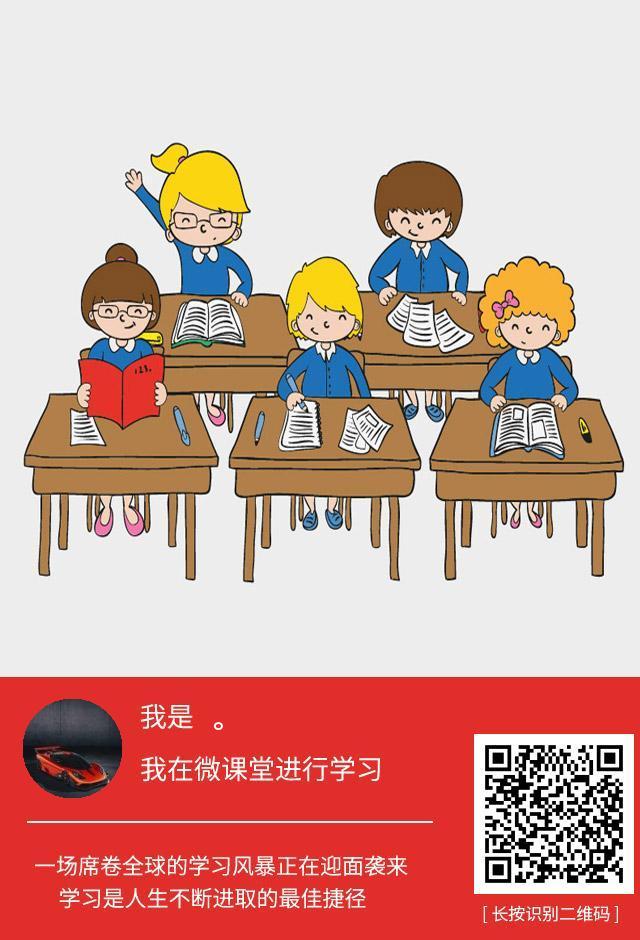 123,
我是 。
我在微课堂进行学习
一场席卷全球的学习风暴正在迎面袭来
学习是人生不断进取的最佳捷径
[ 长按识别二维码 ]